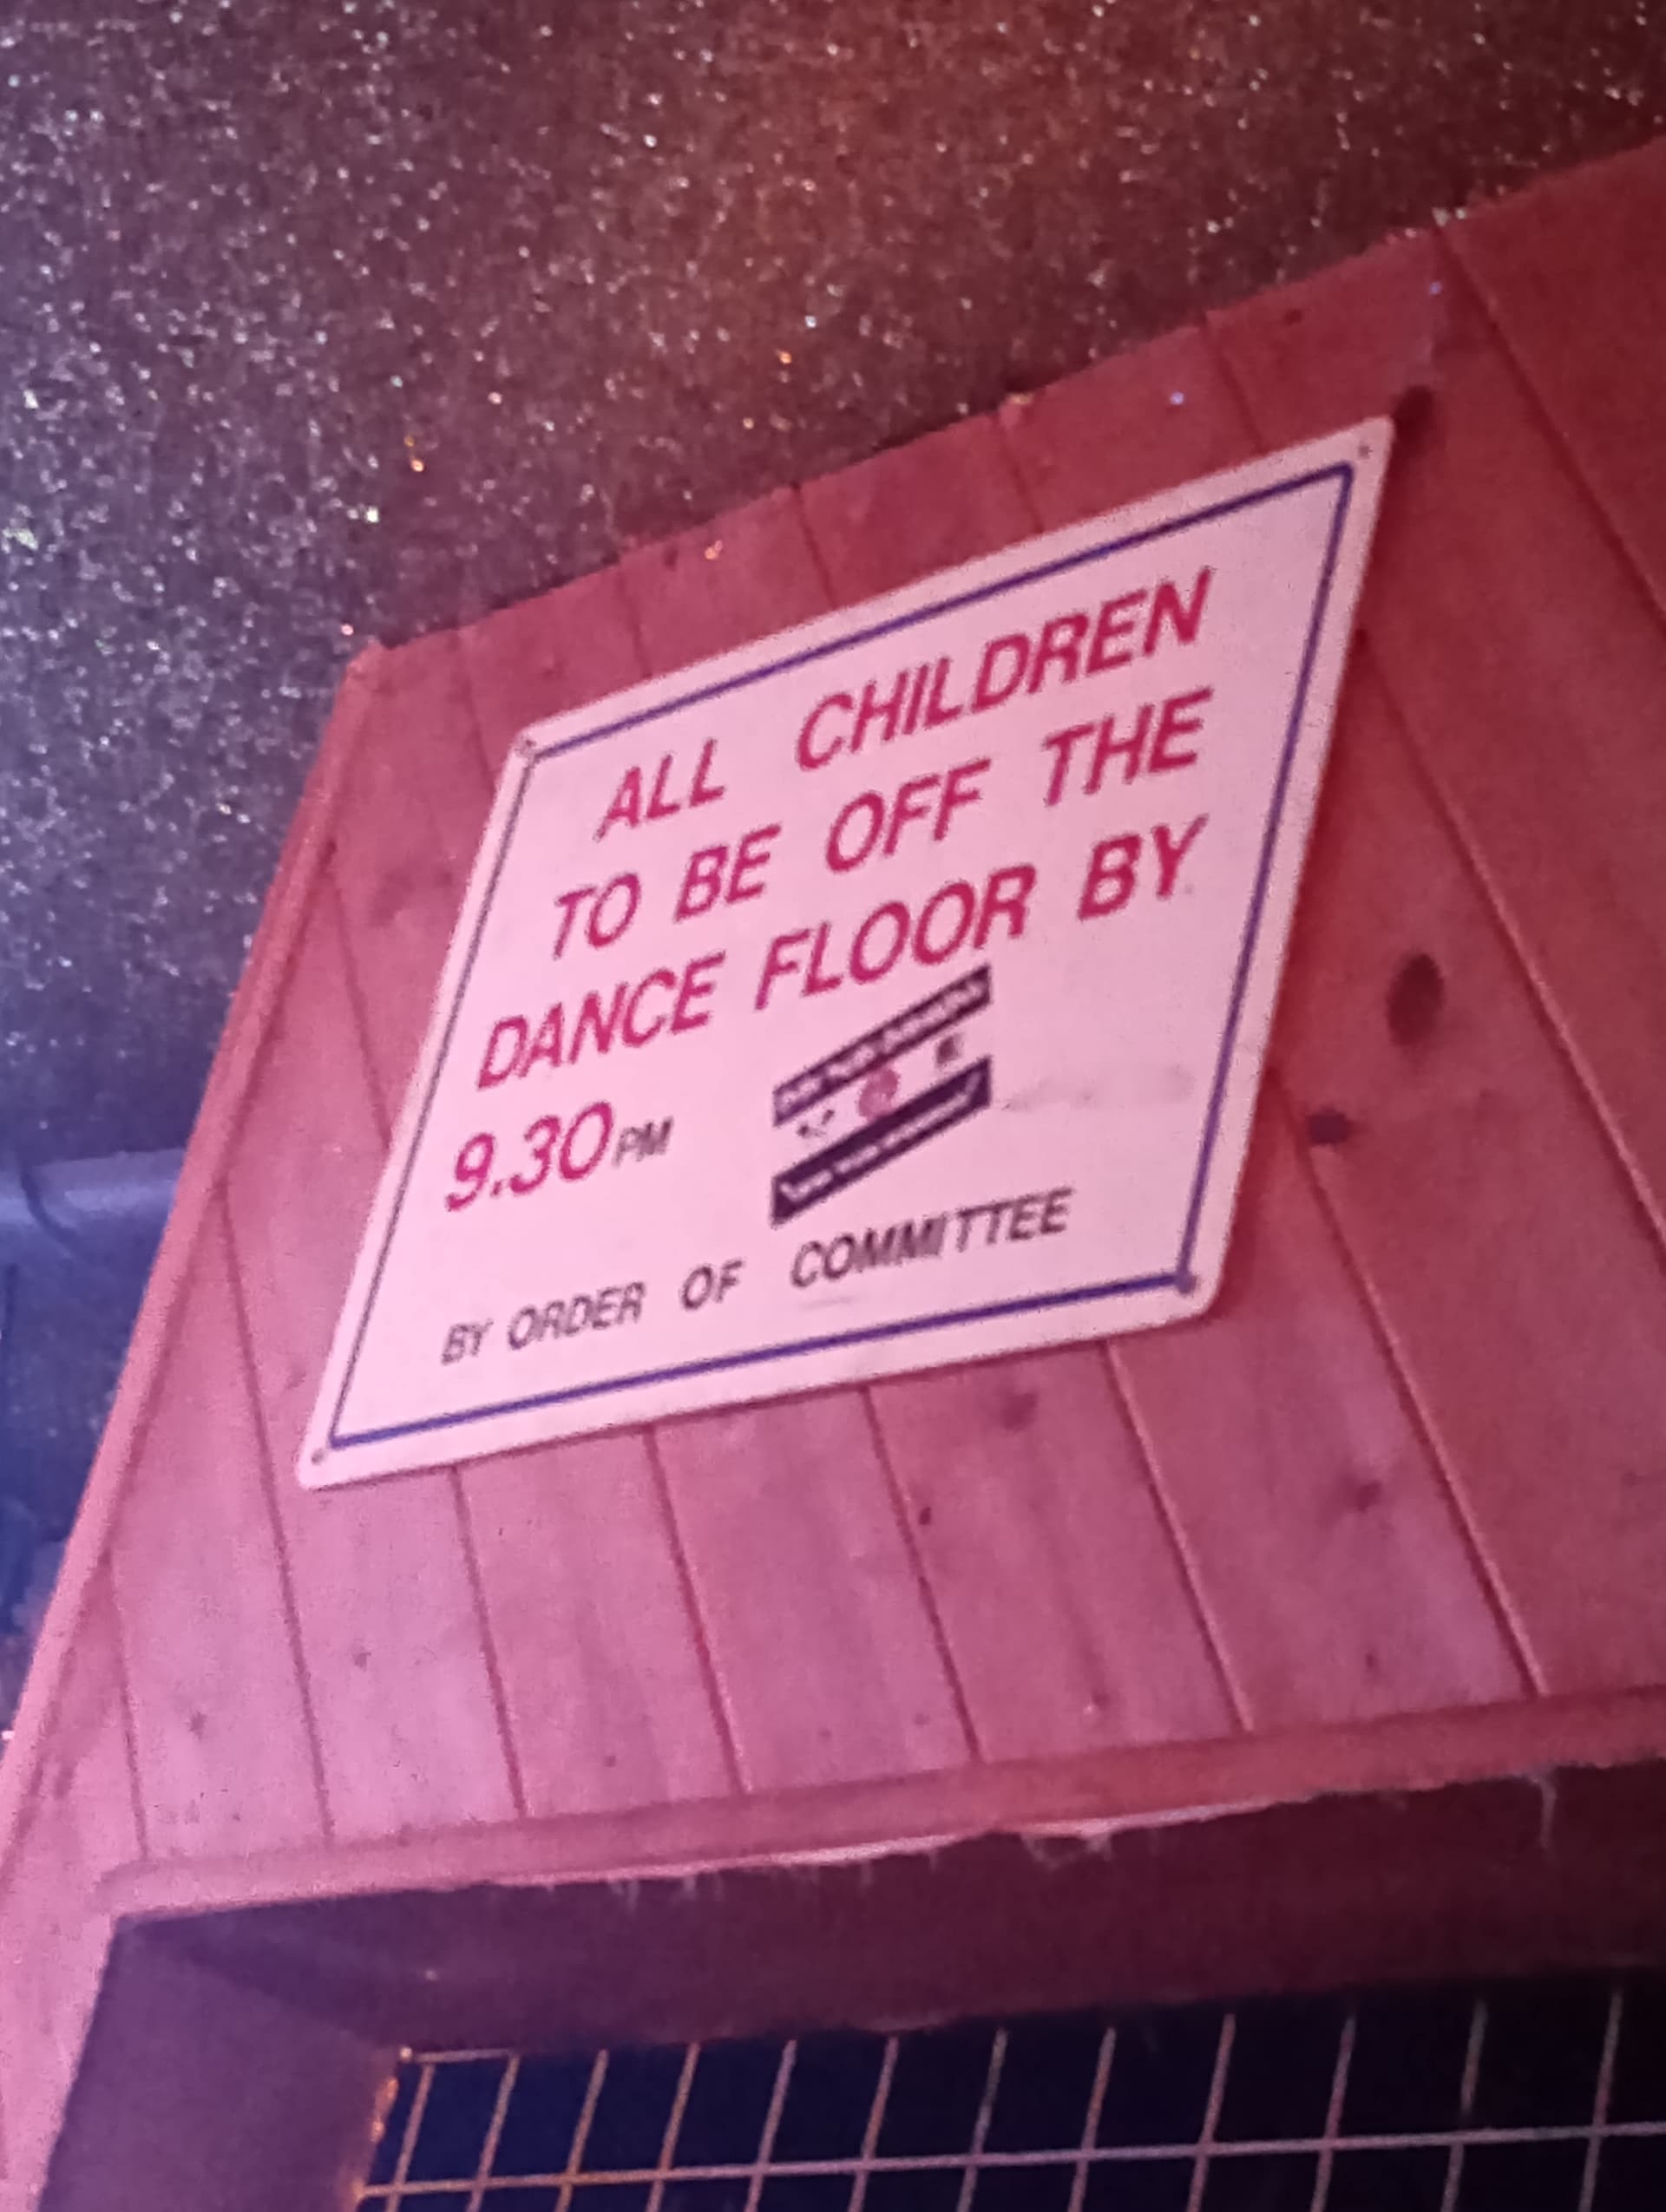 ALL CHILDREN
TO BE OFF THE
DANCE FLOOR BY
9.30PM
BY ORDER OF COMMITTEE